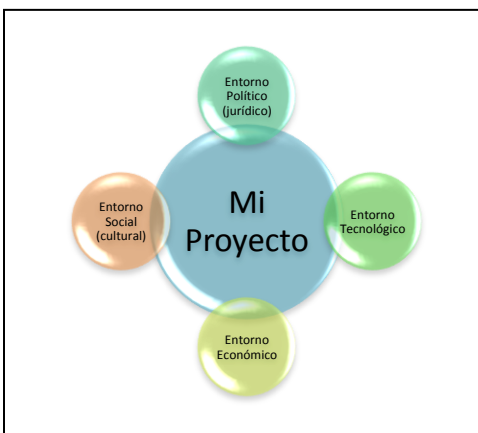 Entorno
Político
(jurídico)
Mi
Proyecto
Entorno
Social
(cultural)
Entorno
Tecnológico
Entorno
Económico